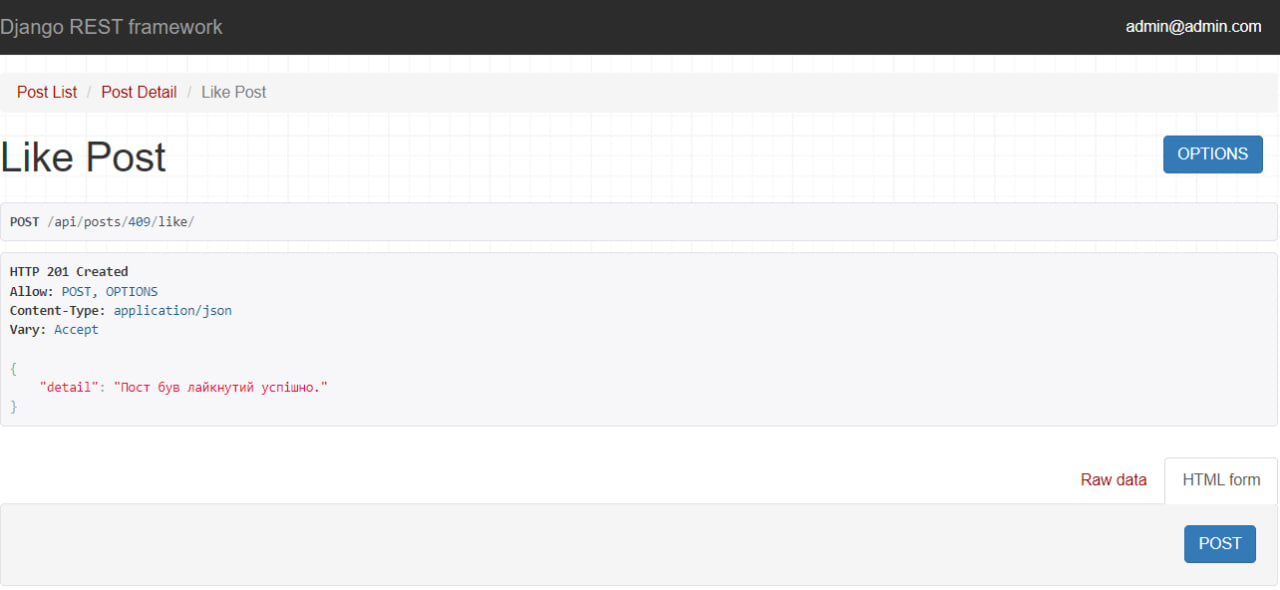 Django REST framework
admin@admin.com
Post List / Post Detail / Like Post
Like Post
OPTIONS
POST /api/posts/409/like/
HTTP 201 Created
Allow: POST, OPTIONS
Content-Type: application/json
Vary: Accept
{
"detail": "Пост був лайкнутий успішно."
}
Raw data
HTML form
POST